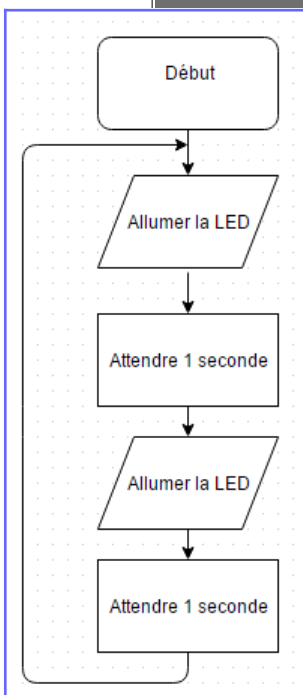 Début
Allumer la LED
Attendre 1 seconde
Allumer la LED
Attendre 1 seconde